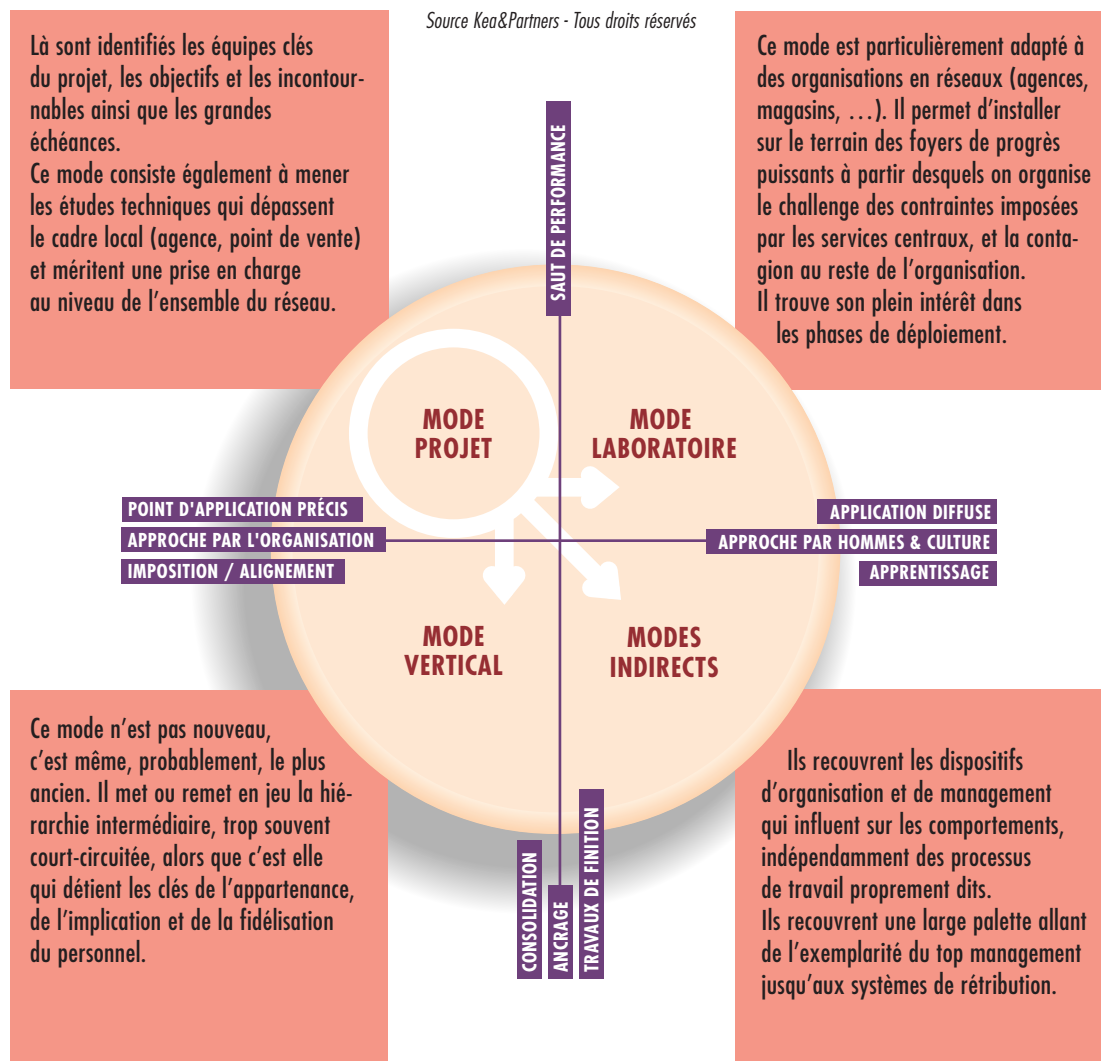 Source Kea&Partners - Tous droits réservés
Là sont identifiés les équipes clés
du projet, les objectifs et les incontour-
nables ainsi que les grandes
échéances.
Ce mode consiste également à mener
les études techniques qui dépassent
le cadre local (agence, point de vente)
et méritent une prise en charge
au niveau de l'ensemble du réseau.
Ce mode est particulièrement adapté à
des organisations en réseaux (agences,
magasins, ...). Il permet d'installer
sur le terrain des foyers de progrès
puissants à partir desquels on organise
le challenge des contraintes imposées
par les services centraux, et la conta-
gion au reste de l'organisation.
Il trouve son plein intérêt dans
les phases de déploiement.
SAUT DE PERFORMANCE
MODE
PROJET
MODE
LABORATOIRE
POINT D'APPLICATION PRÉCIS
APPROCHE PAR L'ORGANISATION
IMPOSITION / ALIGNEMENT
APPLICATION DIFFUSE
APPROCHE PAR HOMMES & CULTURE
APPRENTISSAGE
MODE
VERTICAL
MODES
INDIRECTS
Ce mode n'est pas nouveau,
c'est même, probablement, le plus
ancien. Il met ou remet en jeu la hié-
rarchie intermédiaire, trop souvent
court-circuitée, alors que c'est elle
qui détient les clés de l'appartenance,
de l'implication et de la fidélisation
du personnel.
CONSOLIDATION
ANCRAGE
TRAVAUX DE FINITION
Ils recouvrent les dispositifs
d'organisation et de management
qui influent sur les comportements,
indépendamment des processus
de travail proprement dits.
Ils recouvrent une large palette allant
de l'exemplarité du top management
jusqu'aux systèmes de rétribution.